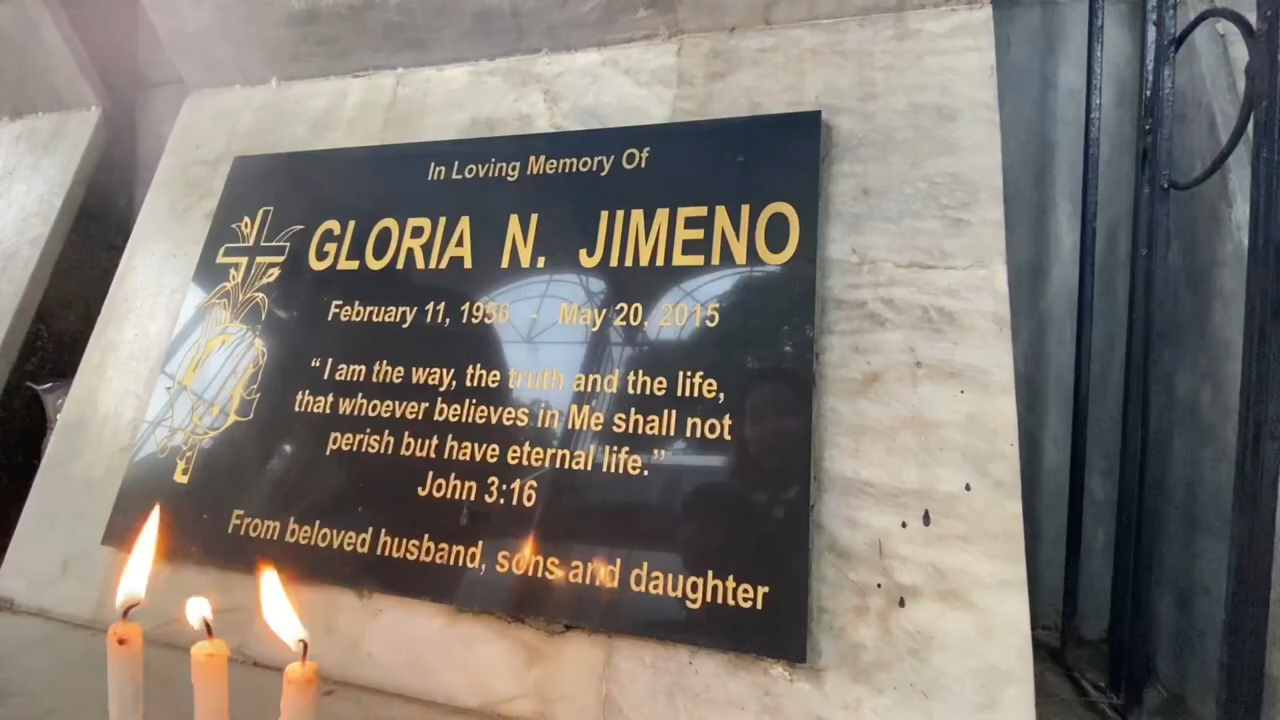 In Loving Memory Of
GLORIA N. JIMENO
February 11, 1956 - May 20, 2015
“I am the way, the truth and the life,
that whoever believes in Me shall not
perish but have eternal life.”
John 3:16
From beloved husband, sons and daughter